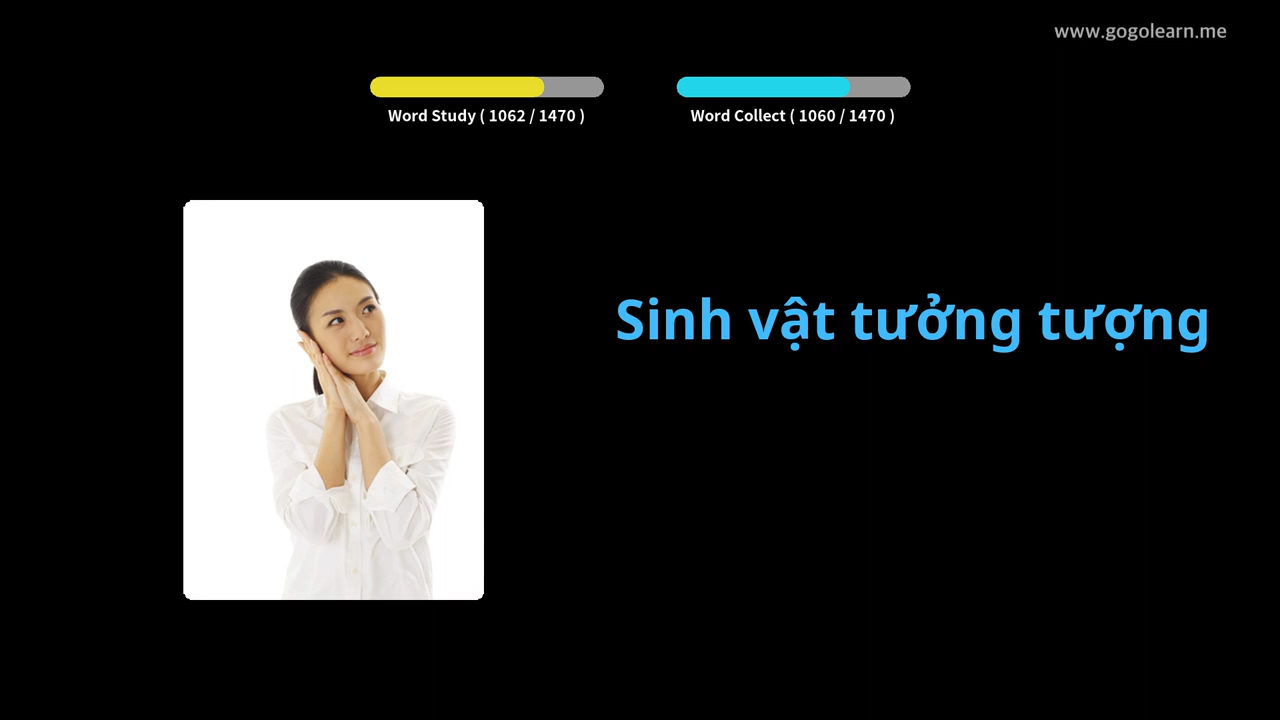 www.gogolearn.me
Word Study ( 1062 / 1470 )
Word Collect ( 1060 / 1470 )
Sinh vật tưởng tượng